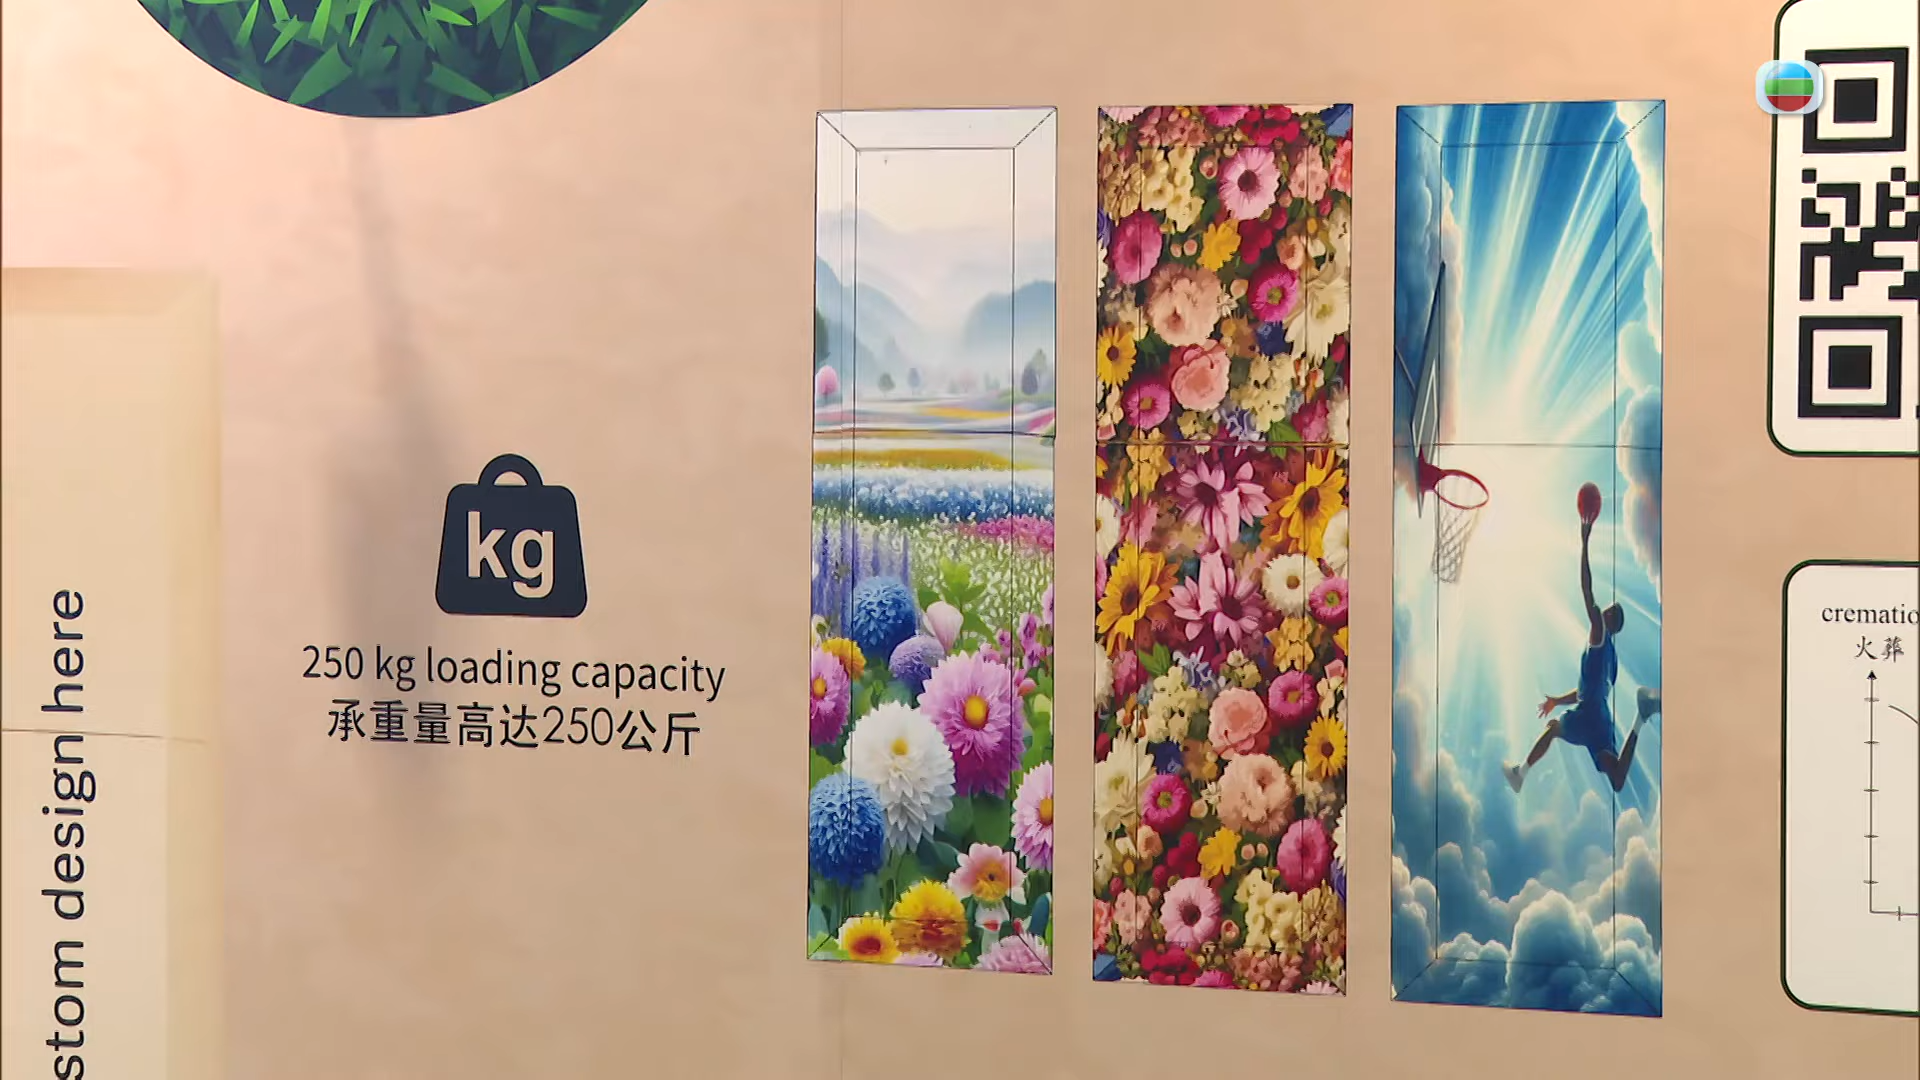 stom design here
kg
250 kg loading capacity
承重量高达250公斤
crematio
火葬